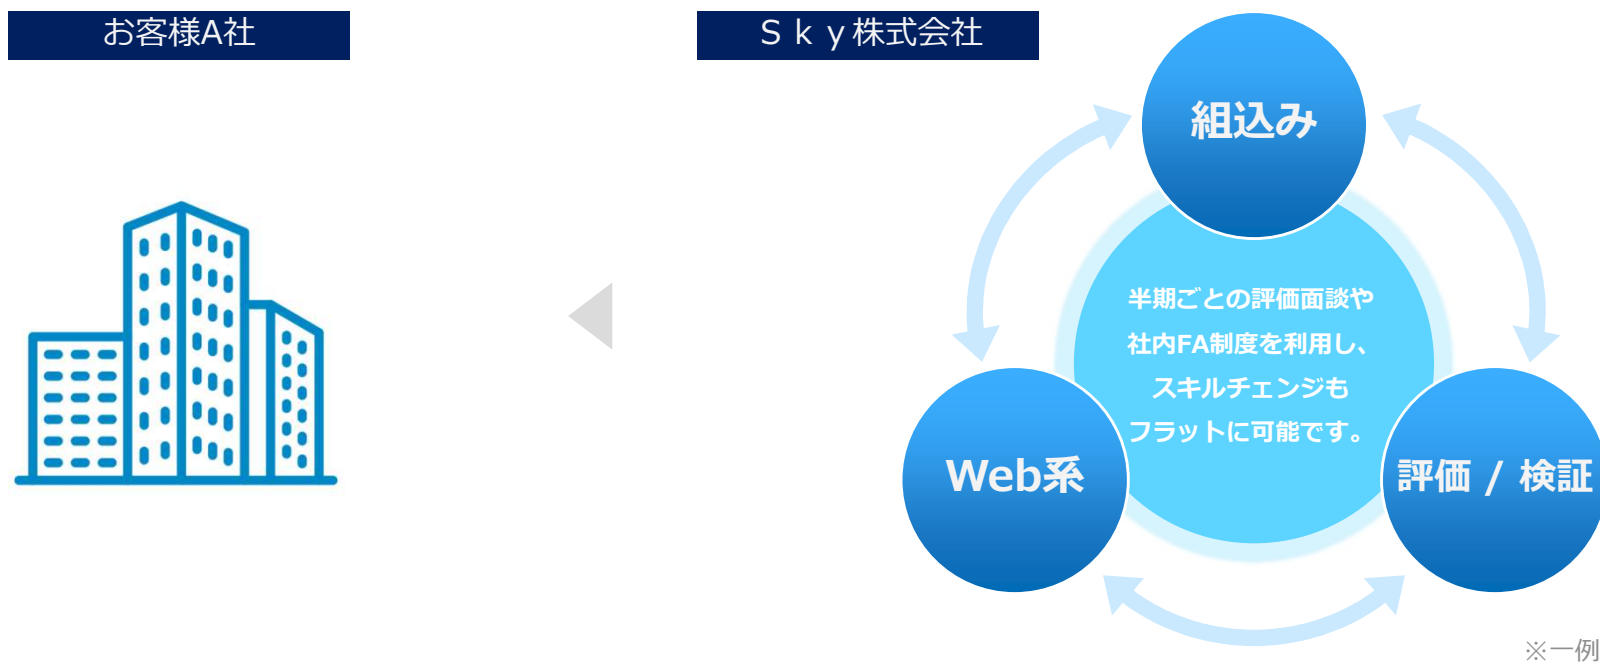 お客様A社
Ｓｋｙ株式会社
組込み
半期ごとの評価面談や
社内FA制度を利用し、
スキルチェンジも
フラットに可能です。
Web系
評価 / 検証
※一例